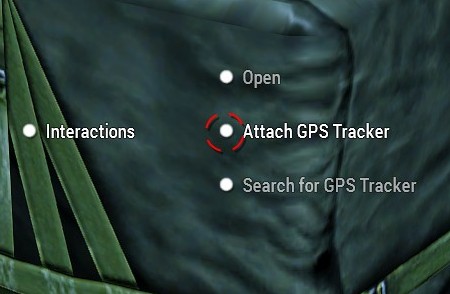 Open
Interactions
Attach GPS Tracker
Search for GPS Tracker